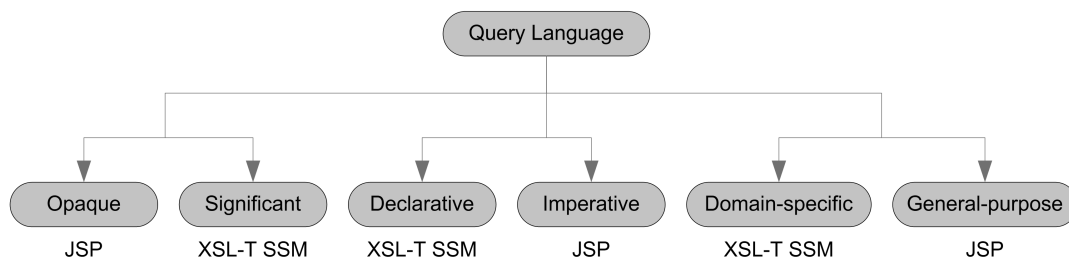 Query Language
Opaque Significant Declarative Imperative Domain-specific General-purpose
JSP XSL-T SSM XSL-T SSM JSP XSL-T SSM JSP